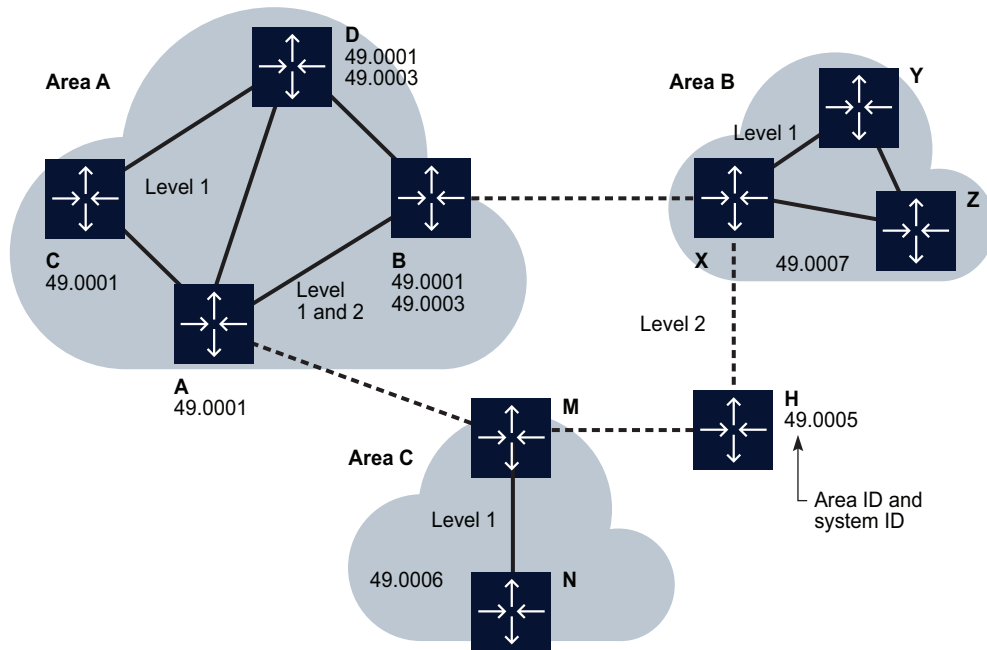 D
49.0001
49.0003
Area A
Level 1
C
49.0001
B
49.0001
49.0003
Level
1 and 2
A
49.0001
Area B
Y
Level 1
Z
X
49.0007
Level 2
M
H
49.0005
Area C
Area ID and
system ID
Level 1
49.0006
N